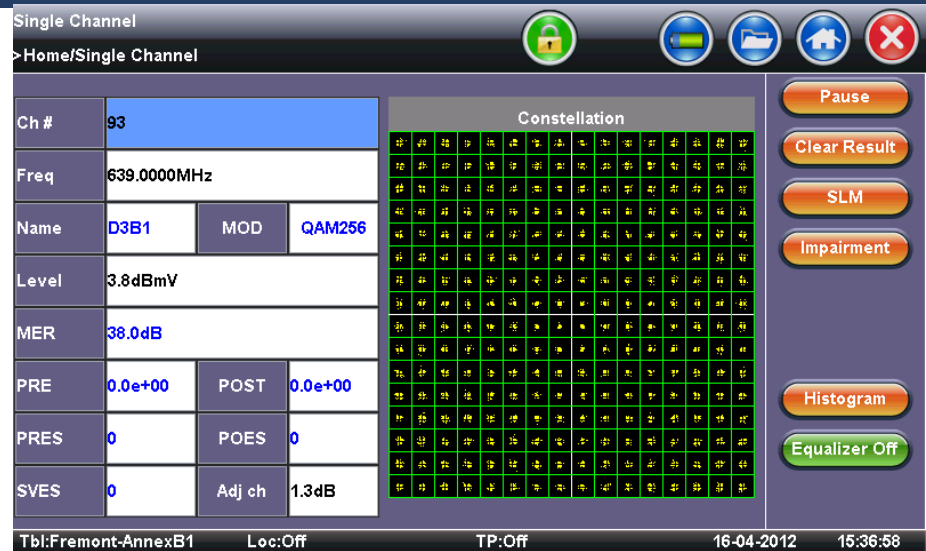 Single Channel
>Home/Single Channel
Ch # 93
Freq 639.0000MHz
Name D3B1 MOD QAM256
Level 3.8dBmV
MER 38.0dB
PRE 0.0e+00 POST 0.0e+00
PRES 0 POES 0
SVES 0 Adj ch 1.3dB
Constellation
Pause
Clear Result
SLM
Impairment
Histogram
Equalizer Off
Tbl:Fremont-AnnexB1 Loc:Off TP:Off 16-04-2012 15:36:58